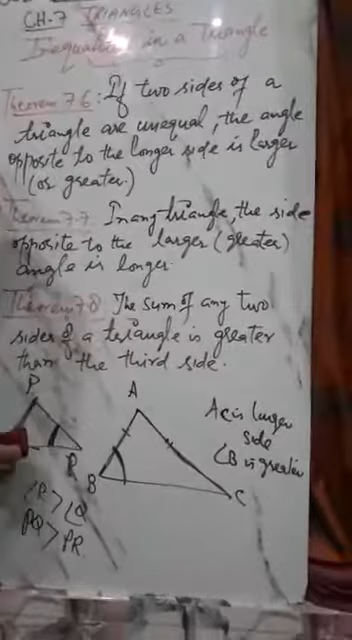 CH-7 TRIANGLES
Inequalities in a Triangle
Theorem 7.6: If two sides of a
triangle are unequal, the angle
opposite to the longer side is larger
(or greater.)
Theorem 7.7. In any triangle, the side
opposite to the larger (greater)
angle is longer.
Theorem 7.8 The sum of any two
sides of a triangle is greater
than the third side.
P
R
∠R > ∠Q
PQ > PR
A
B
C
AC is larger
side
∠B is greater